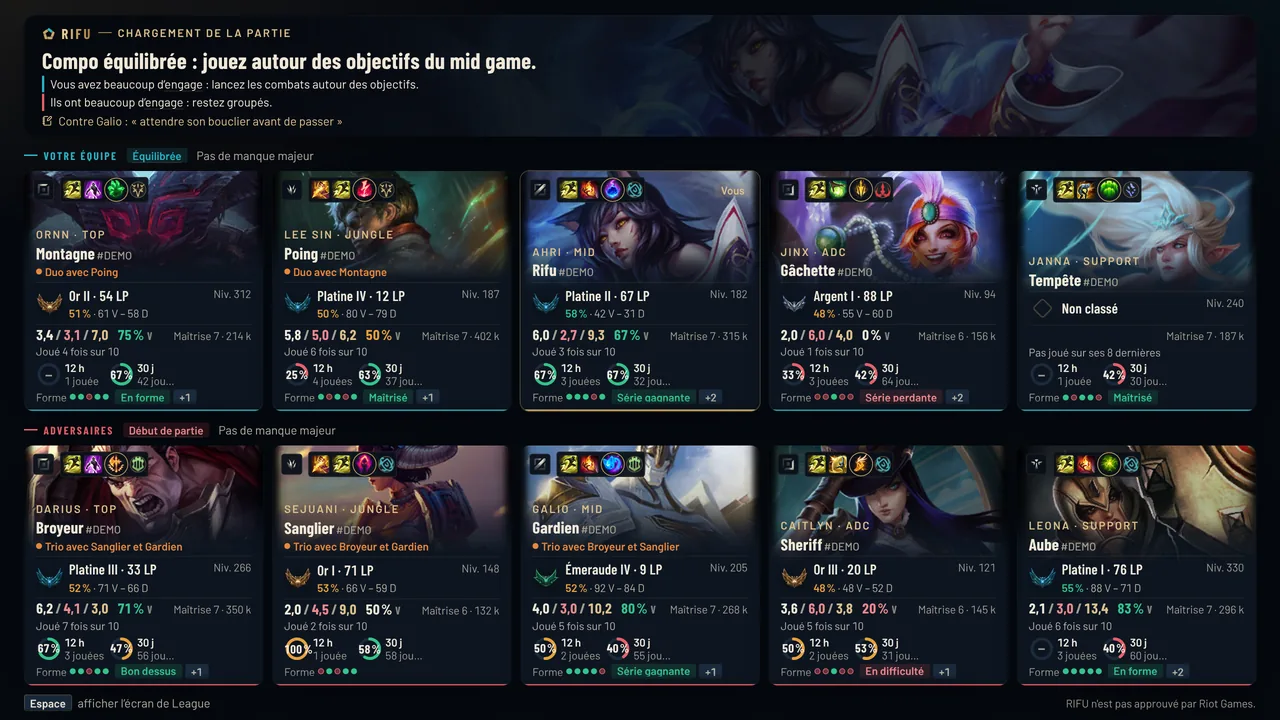 RIFU — CHARGEMENT DE LA PARTIE
Compo équilibrée : jouez autour des objectifs du mid game.
Vous avez beaucoup d'engage : lancez les combats autour des objectifs.
Ils ont beaucoup d'engage : restez groupés.
Contre Galio : « attendre son bouclier avant de passer »
VOTRE ÉQUIPE Équilibrée Pas de manque majeur
ORNN · TOP
Montagne #DEMO
Duo avec Poing
Or II · 54 LP Niv. 312
51 % · 61 V – 58 D
3,4 / 3,1 / 7,0 75 % V Maîtrise 7 · 214 k
Joué 4 fois sur 10
– 12 h 1 jouée 67% 30 j 42 jou...
Forme En forme +1
LEE SIN · JUNGLE
Poing #DEMO
Duo avec Montagne
Platine IV · 12 LP Niv. 187
50 % · 80 V – 79 D
5,8 / 5,0 / 6,2 50 % V Maîtrise 7 · 402 k
Joué 6 fois sur 10
25% 12 h 4 jouées 63% 30 j 37 jou...
Forme Maîtrisé +1
Vous
AHRI · MID
Rifu #DEMO
Platine II · 67 LP Niv. 182
58 % · 42 V – 31 D
6,0 / 2,7 / 9,3 67 % V Maîtrise 7 · 315 k
Joué 3 fois sur 10
67% 12 h 3 jouées 67% 30 j 32 jou...
Forme Série gagnante +2
JINX · ADC
Gâchette #DEMO
Argent I · 88 LP Niv. 94
48 % · 55 V – 60 D
2,0 / 6,0 / 4,0 0 % V Maîtrise 6 · 156 k
Joué 1 fois sur 10
33% 12 h 3 jouées 42% 30 j 64 jou...
Forme Série perdante +2
JANNA · SUPPORT
Tempête #DEMO
Non classé Niv. 240
Maîtrise 7 · 187 k
Pas joué sur ses 8 dernières
– 12 h 1 jouée 42% 30 j 30 jou...
Forme Maîtrisé
ADVERSAIRES Début de partie Pas de manque majeur
DARIUS · TOP
Broyeur #DEMO
Trio avec Sanglier et Gardien
Platine III · 33 LP Niv. 266
52 % · 71 V – 66 D
6,2 / 4,1 / 3,0 71 % V Maîtrise 7 · 350 k
Joué 7 fois sur 10
67% 12 h 3 jouées 47% 30 j 56 jou...
Forme Bon dessus +1
SEJUANI · JUNGLE
Sanglier #DEMO
Trio avec Broyeur et Gardien
Or I · 71 LP Niv. 148
53 % · 66 V – 59 D
2,0 / 4,5 / 9,0 50 % V Maîtrise 6 · 132 k
Joué 2 fois sur 10
100% 12 h 1 jouée 58% 30 j 58 jou...
Forme
GALIO · MID
Gardien #DEMO
Trio avec Broyeur et Sanglier
Émeraude IV · 9 LP Niv. 205
52 % · 92 V – 84 D
4,0 / 3,0 / 10,2 80 % V Maîtrise 7 · 268 k
Joué 5 fois sur 10
50% 12 h 2 jouées 40% 30 j 55 jou...
Forme Série gagnante +1
CAITLYN · ADC
Sheriff #DEMO
Or III · 20 LP Niv. 121
48 % · 48 V – 52 D
3,6 / 6,0 / 3,8 20 % V Maîtrise 6 · 145 k
Joué 5 fois sur 10
50% 12 h 2 jouées 53% 30 j 31 jou...
Forme En difficulté +1
LEONA · SUPPORT
Aube #DEMO
Platine I · 76 LP Niv. 330
55 % · 88 V – 71 D
2,1 / 3,0 / 13,4 83 % V Maîtrise 7 · 296 k
Joué 6 fois sur 10
– 12 h 3 jouées 40% 30 j 60 jou...
Forme En forme +2
Espace afficher l'écran de League
RIFU n'est pas approuvé par Riot Games.